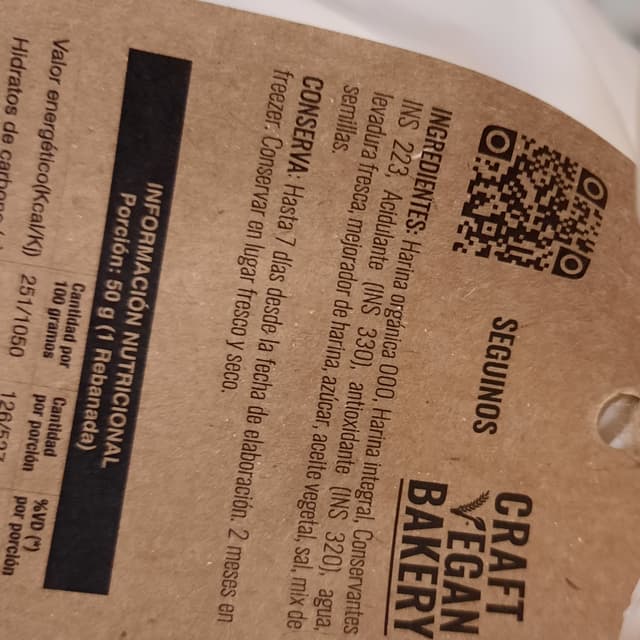 SEGUINOS
CRAFT
VEGAN
BAKERY
INGREDIENTES: Harina orgánica 000, Harina integral, Conservantes
INS 223, Acidulante (INS 330), antioxidante (INS 320), agua,
levadura fresca, mejorador de harina, azúcar, aceite vegetal, sal, mix de
semillas.
CONSERVA: Hasta 7 días desde la fecha de elaboración. 2 meses en
freezer. Conservar en lugar fresco y seco.
INFORMACIÓN NUTRICIONAL
Porción: 50 g (1 Rebanada)
Cantidad por 100 gramos
Cantidad por porción
%VD (*) por porción
Valor energético(Kcal/Kj) 251/1050
Hidratos de